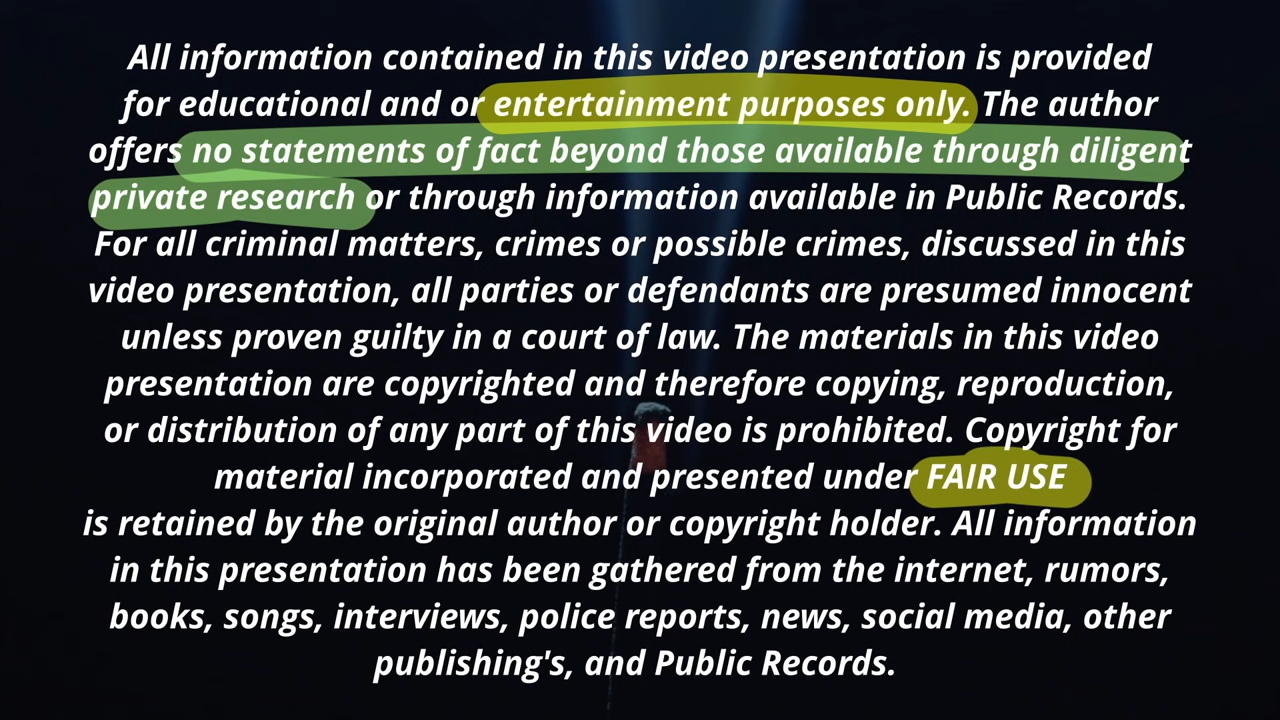 All information contained in this video presentation is provided
for educational and or entertainment purposes only. The author
offers no statements of fact beyond those available through diligent
private research or through information available in Public Records.
For all criminal matters, crimes or possible crimes, discussed in this
video presentation, all parties or defendants are presumed innocent
unless proven guilty in a court of law. The materials in this video
presentation are copyrighted and therefore copying, reproduction,
or distribution of any part of this video is prohibited. Copyright for
material incorporated and presented under FAIR USE
is retained by the original author or copyright holder. All information
in this presentation has been gathered from the internet, rumors,
books, songs, interviews, police reports, news, social media, other
publishing's, and Public Records.